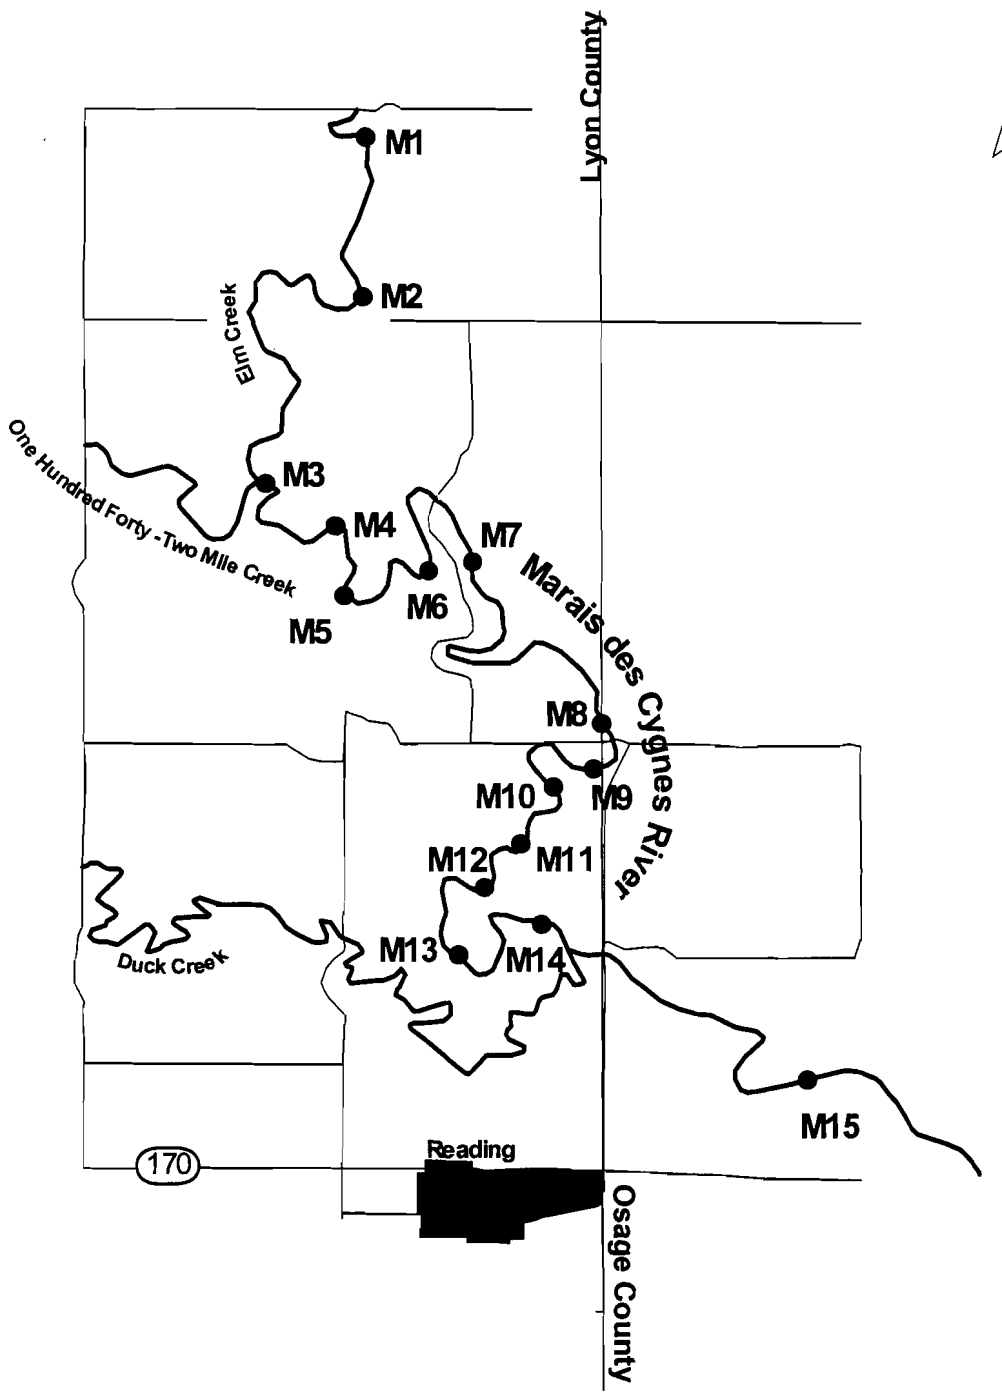 Lyon County
M1
M2
Elm Creek
One Hundred Forty -Two Mile Creek
M3
M4
M7
M5
M6
Marais des Cygnes River
M8
M10
M9
M11
M12
M13
M14
Duck Creek
M15
Reading
170
Osage County